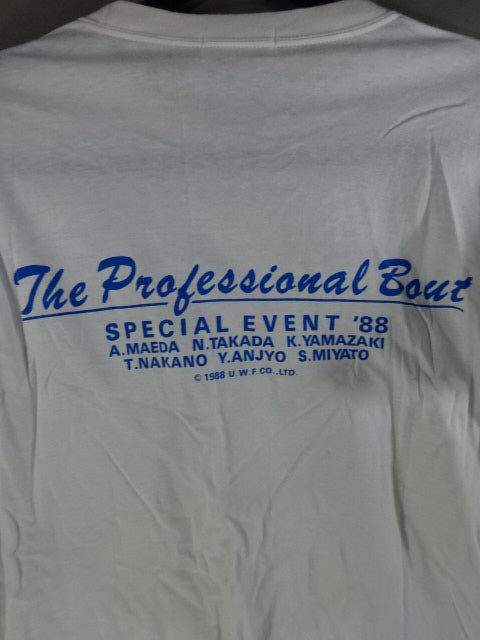 The Professional Bout
SPECIAL EVENT '88
A.MAEDA N.TAKADA K.YAMAZAKI
T.NAKANO Y.ANJYO S.MIYATO
© 1988 U.W.F.CO.,LTD.